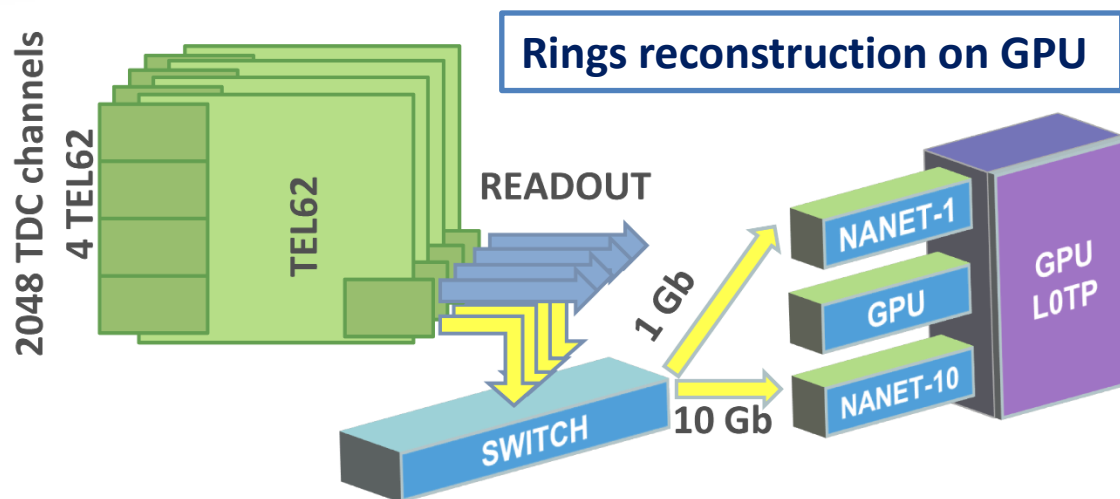 Rings reconstruction on GPU
2048 TDC channels
4 TEL62
TEL62
READOUT
1 Gb
10 Gb
SWITCH
NANET-1
GPU
NANET-10
GPU
L0TP